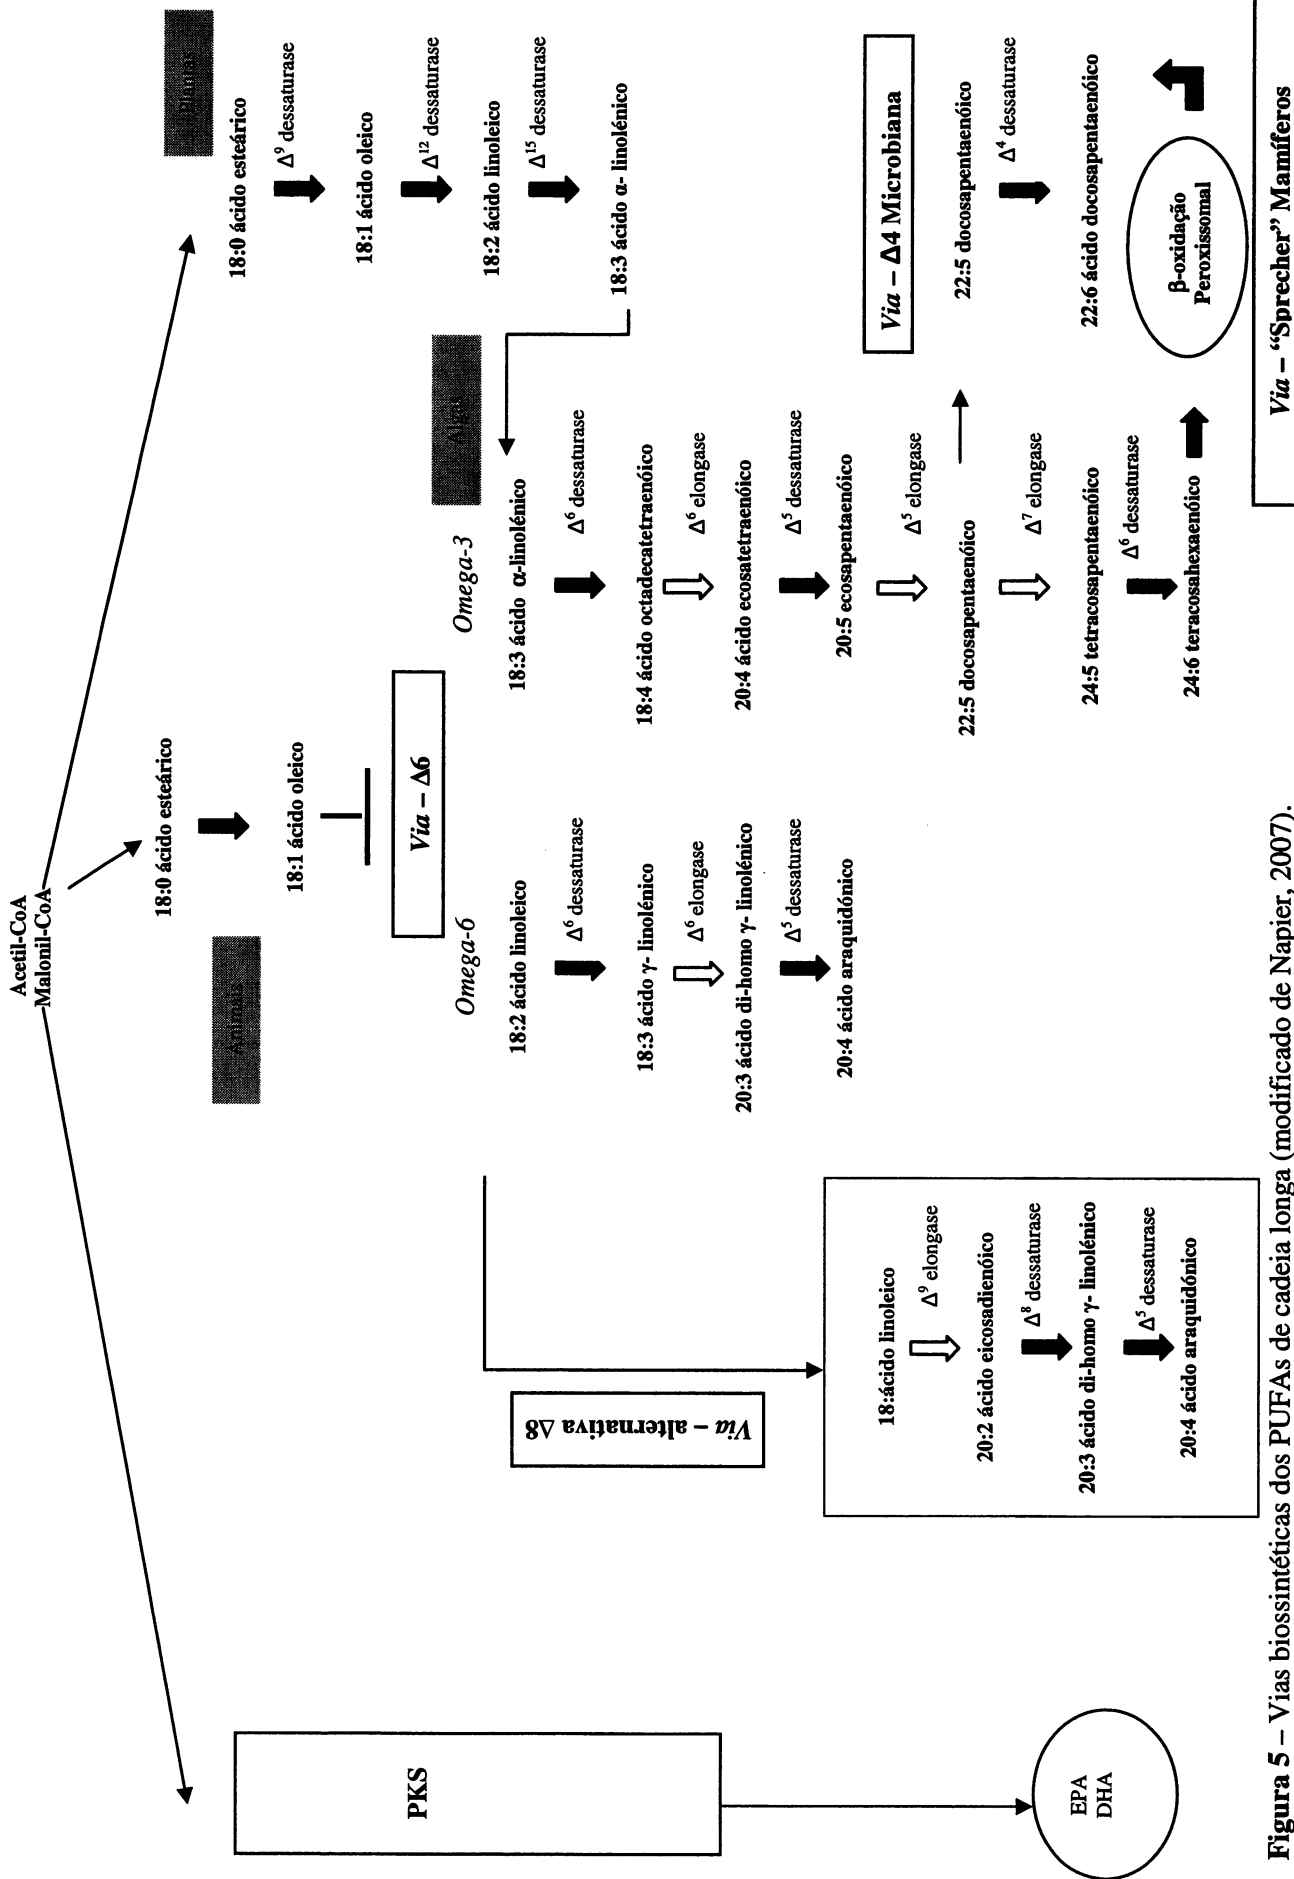 Acetil-CoA
Malonil-CoA
Plantas
18:0 ácido esteárico
Δ9 dessaturase
18:1 ácido oleico
Δ12 dessaturase
18:2 ácido linoleico
Δ15 dessaturase
18:3 ácido α- linolénico
Animais
18:0 ácido esteárico
18:1 ácido oleico
Via – Δ6
Algas
Omega-6
18:2 ácido linoleico
Δ6 dessaturase
18:3 ácido γ- linolénico
Δ6 elongase
20:3 ácido di-homo γ- linolénico
Δ5 dessaturase
20:4 ácido araquidónico
Omega-3
18:3 ácido α-linolénico
Δ6 dessaturase
18:4 ácido octadecatetraenóico
Δ6 elongase
20:4 ácido ecosatetraenóico
Δ5 dessaturase
20:5 ecosapentaenóico
Δ5 elongase
22:5 docosapentaenóico
Δ7 elongase
24:5 tetracosapentaenóico
Δ6 dessaturase
24:6 teracosahexaenóico
Via – Δ4 Microbiana
22:5 docosapentaenóico
Δ4 dessaturase
22:6 ácido docosapentaenóico
β-oxidação
Peroxissomal
Via – “Sprecher” Mamíferos
Via – alternativa Δ8
18:ácido linoleico
Δ9 elongase
20:2 ácido eicosadienóico
Δ8 dessaturase
20:3 ácido di-homo γ- linolénico
Δ5 dessaturase
20:4 ácido araquidónico
PKS
EPA
DHA
Figura 5 – Vias biossintéticas dos PUFAs de cadeia longa (modificado de Napier, 2007).